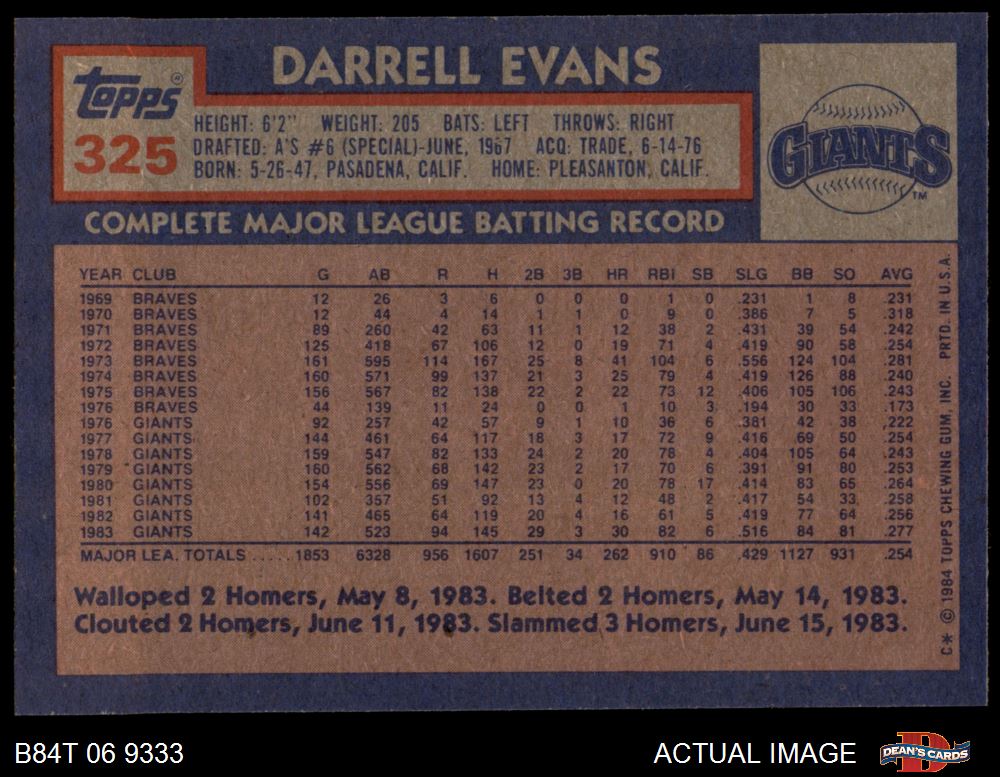 DARRELL EVANS
Topps®
325
HEIGHT: 6'2" WEIGHT: 205 BATS: LEFT THROWS: RIGHT
DRAFTED: A'S #6 (SPECIAL)-JUNE, 1967 ACQ: TRADE, 6-14-76
BORN: 5-26-47, PASADENA, CALIF. HOME: PLEASANTON, CALIF.
GIANTS
TM
COMPLETE MAJOR LEAGUE BATTING RECORD
YEAR CLUB G AB R H 2B 3B HR RBI SB SLG BB SO AVG
1969 BRAVES 12 26 3 6 0 0 0 1 0 .231 1 8 .231
1970 BRAVES 12 44 4 14 1 1 0 9 0 .386 7 5 .318
1971 BRAVES 89 260 42 63 11 1 12 38 2 .431 39 54 .242
1972 BRAVES 125 418 67 106 12 0 19 71 4 .419 90 58 .254
1973 BRAVES 161 595 114 167 25 8 41 104 6 .556 124 104 .281
1974 BRAVES 160 571 99 137 21 3 25 79 4 .419 126 88 .240
1975 BRAVES 156 567 82 138 22 2 22 73 12 .406 105 106 .243
1976 BRAVES 44 139 11 24 0 0 1 10 3 .194 30 33 .173
1976 GIANTS 92 257 42 57 9 1 10 36 6 .381 42 38 .222
1977 GIANTS 144 461 64 117 18 3 17 72 9 .416 69 50 .254
1978 GIANTS 159 547 82 133 24 2 20 78 4 .404 105 64 .243
1979 GIANTS 160 562 68 142 23 2 17 70 6 .391 91 80 .253
1980 GIANTS 154 556 69 147 23 0 20 78 17 .414 83 65 .264
1981 GIANTS 102 357 51 92 13 4 12 48 2 .417 54 33 .258
1982 GIANTS 141 465 64 119 20 4 16 61 5 .419 77 64 .256
1983 GIANTS 142 523 94 145 29 3 30 82 6 .516 84 81 .277
MAJOR LEA. TOTALS ..... 1853 6328 956 1607 251 34 262 910 86 .429 1127 931 .254
Walloped 2 Homers, May 8, 1983. Belted 2 Homers, May 14, 1983.
Clouted 2 Homers, June 11, 1983. Slammed 3 Homers, June 15, 1983.
C* © 1984 TOPPS CHEWING GUM, INC. PRTD. IN U.S.A.
B84T 06 9333
ACTUAL IMAGE
D
DEAN'S CARDS